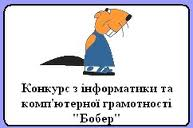 Конкурс з інформатики та
комп'ютерної грамотності
"Бобер"